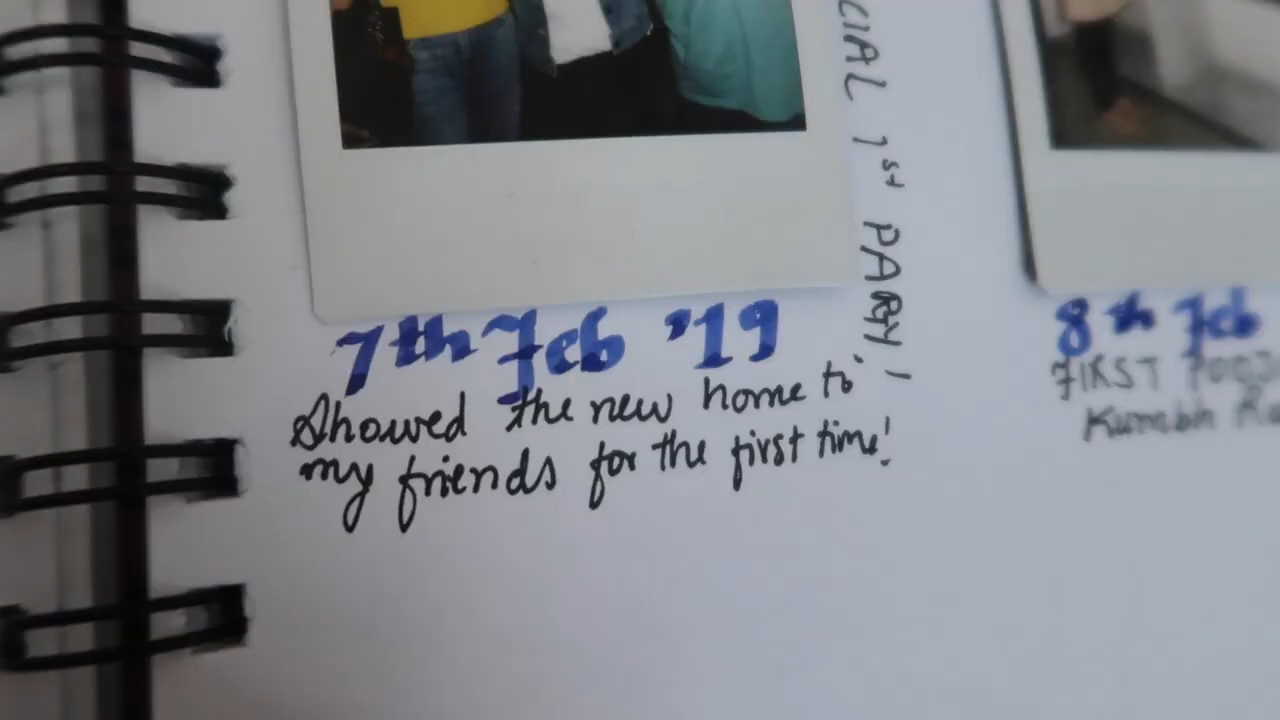 1st PARTY!
7th Feb '19
Showed the new home to
my friends for the first time!
8th Feb
FIRST
Kumbh